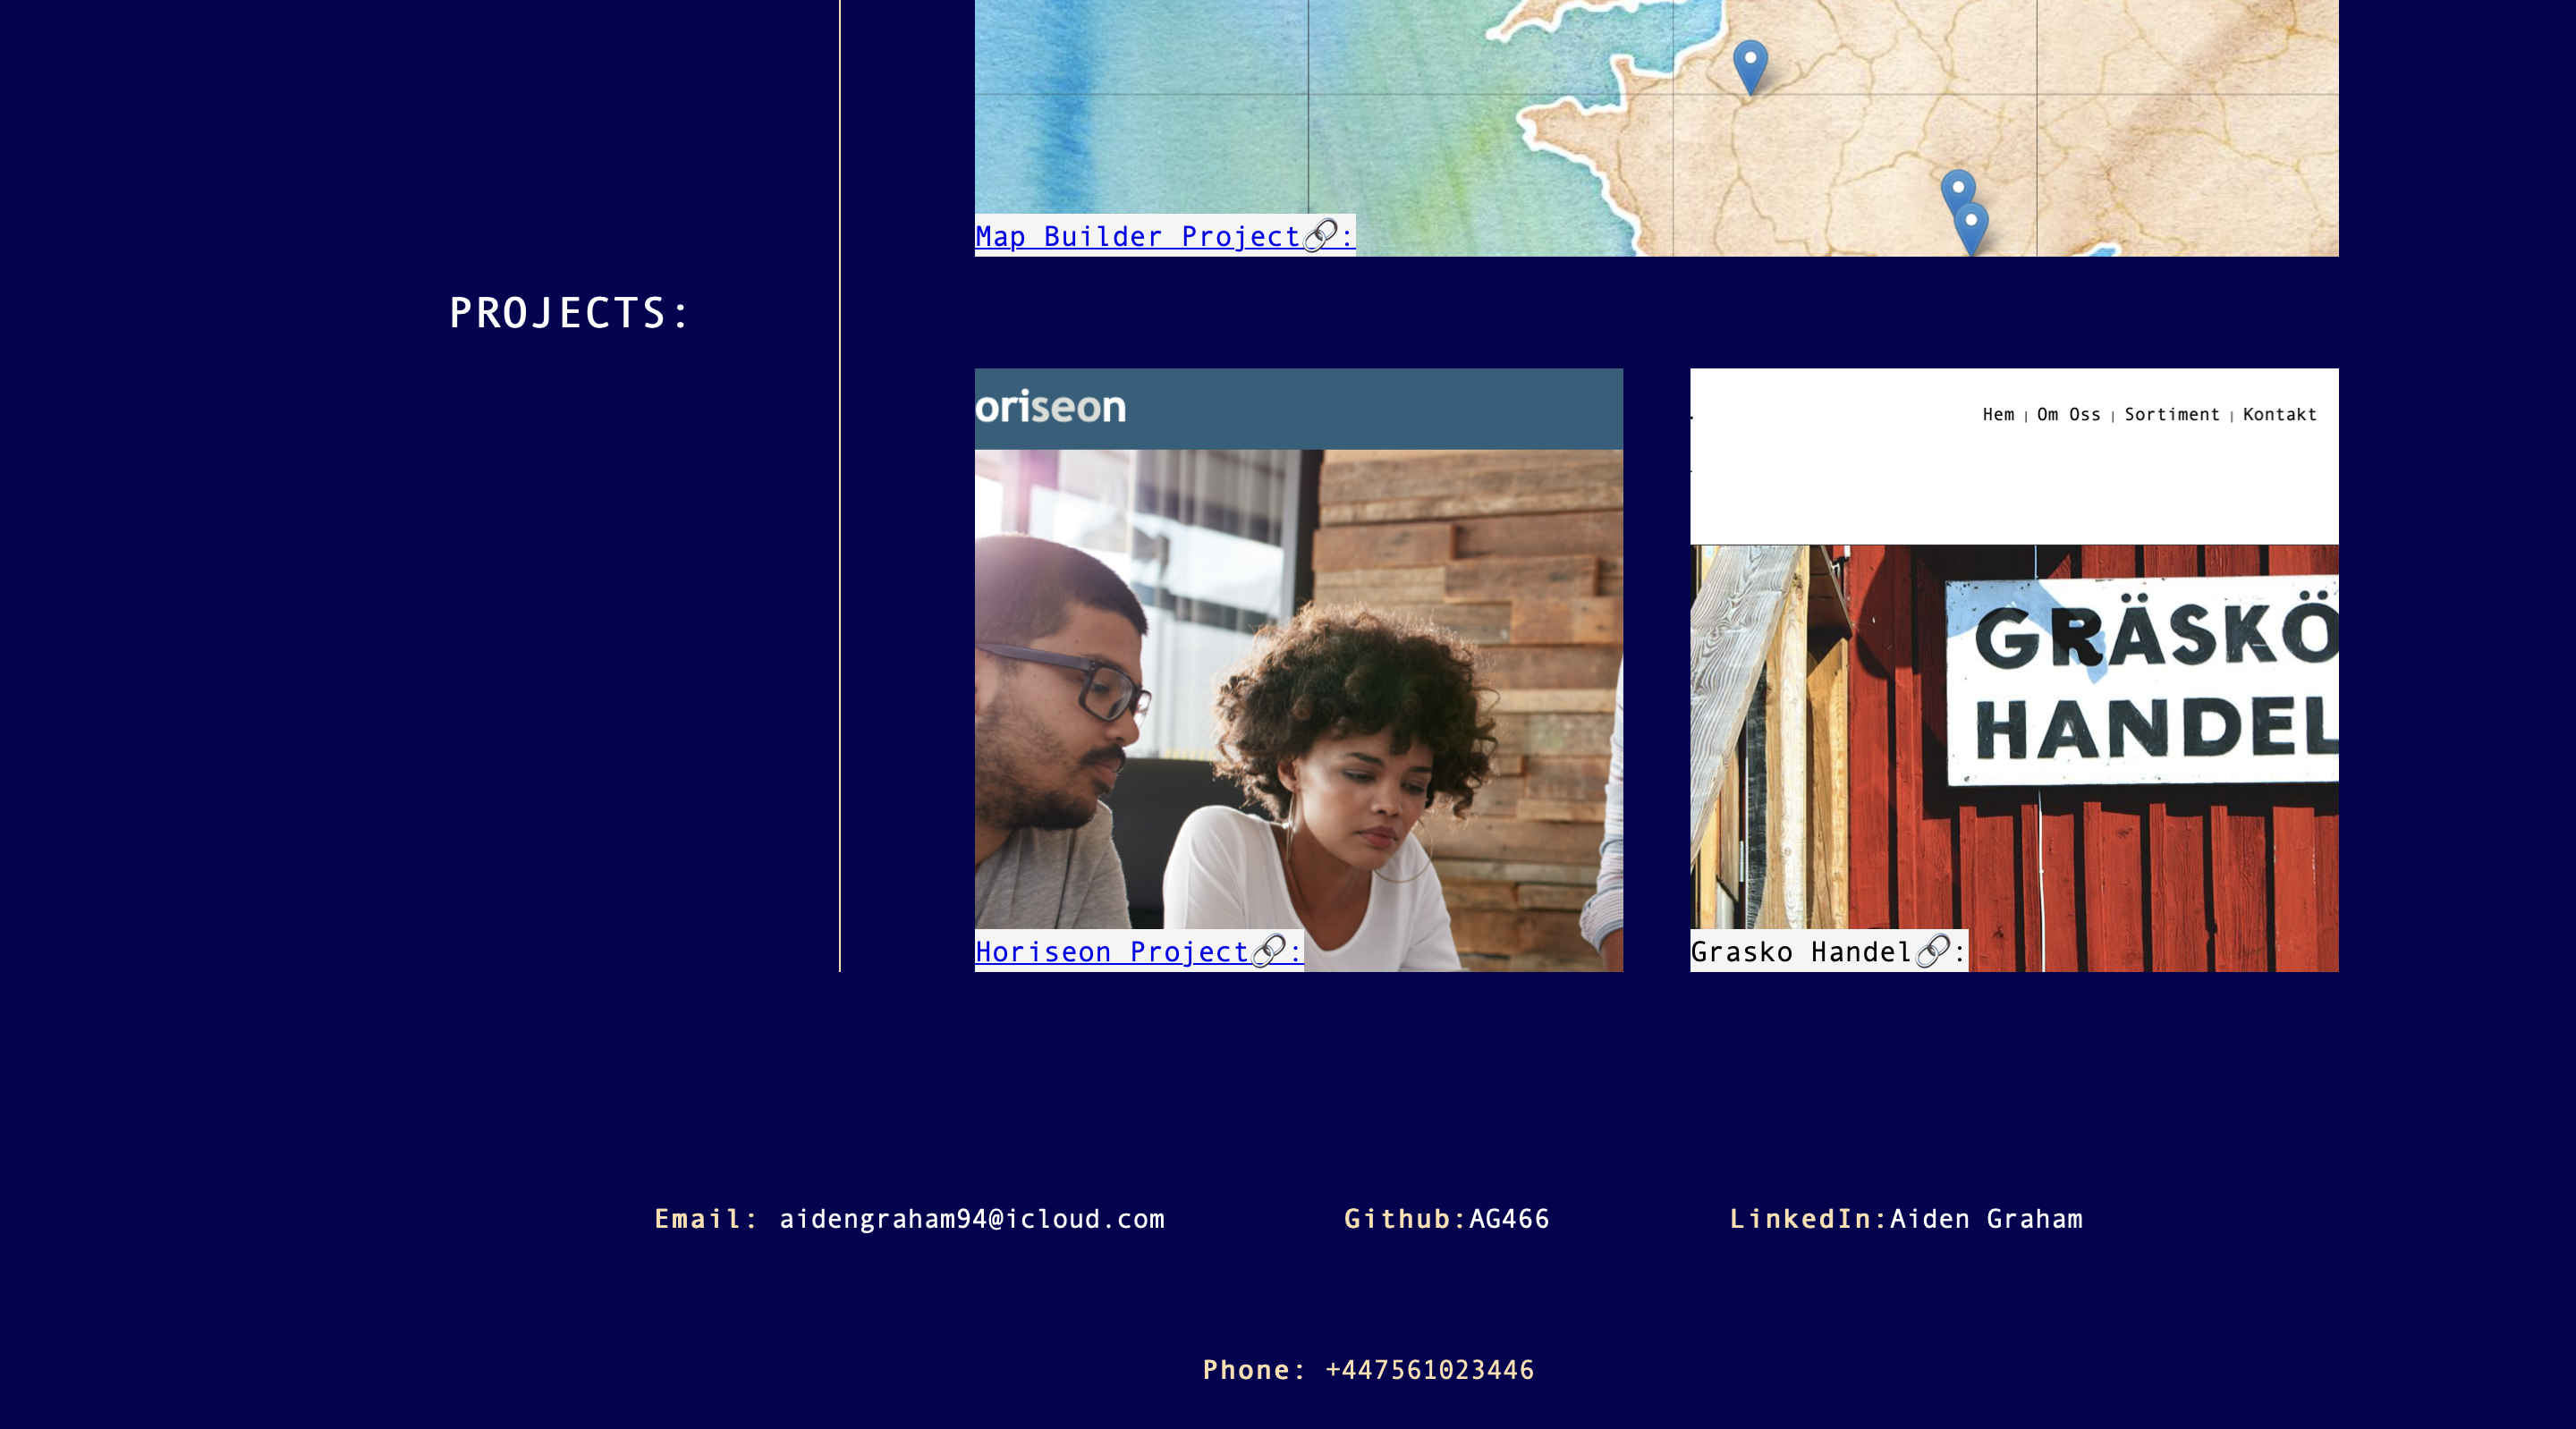 Map Builder Project🔗:
PROJECTS:
oriseon
Hem | Om Oss | Sortiment | Kontakt
GRÄSKÖ
HANDEL
Horiseon Project🔗:
Grasko Handel🔗:
Email: aidengraham94@icloud.com
Github:AG466
LinkedIn:Aiden Graham
Phone: +447561023446